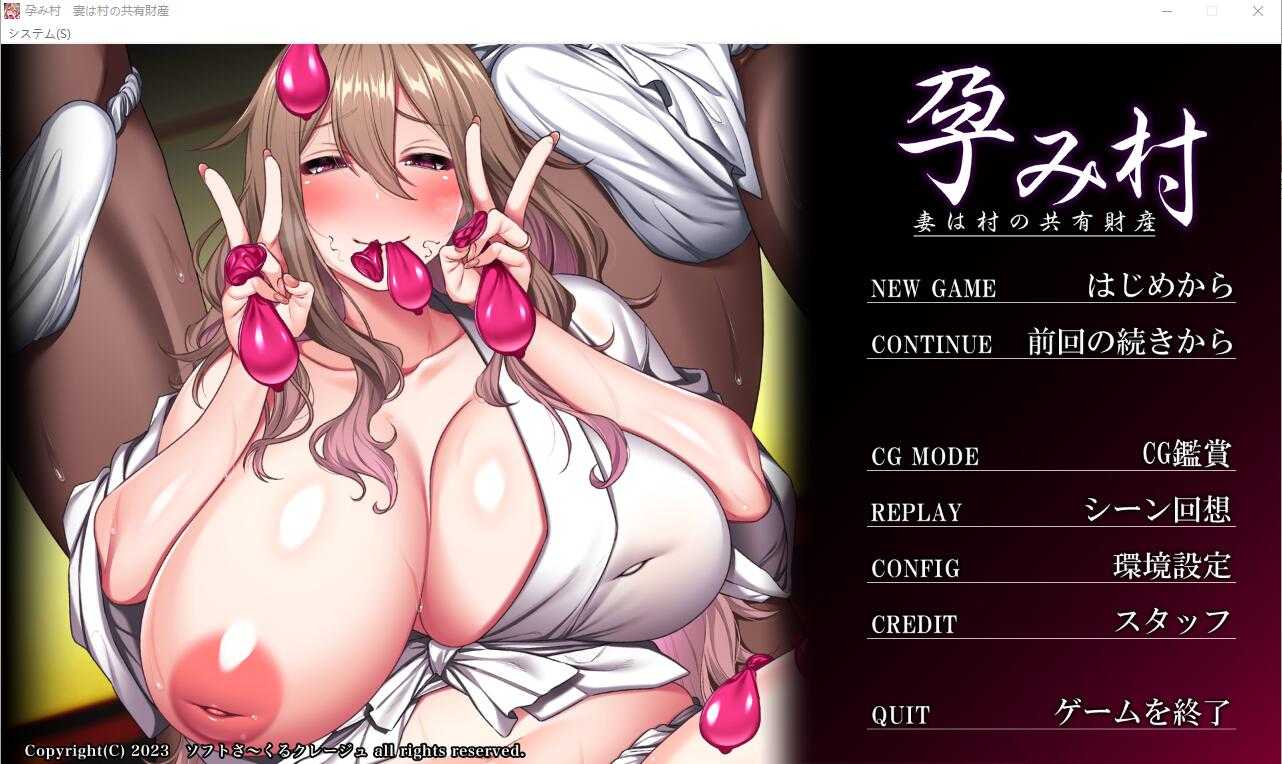 孕み村　妻は村の共有財産
システム(S)
孕み村
妻は村の共有財産
NEW GAME はじめから
CONTINUE 前回の続きから
CG MODE CG鑑賞
REPLAY シーン回想
CONFIG 環境設定
CREDIT スタッフ
QUIT ゲームを終了
Copyright(C) 2023　ソフトさ～くるクレージュ all rights reserved.